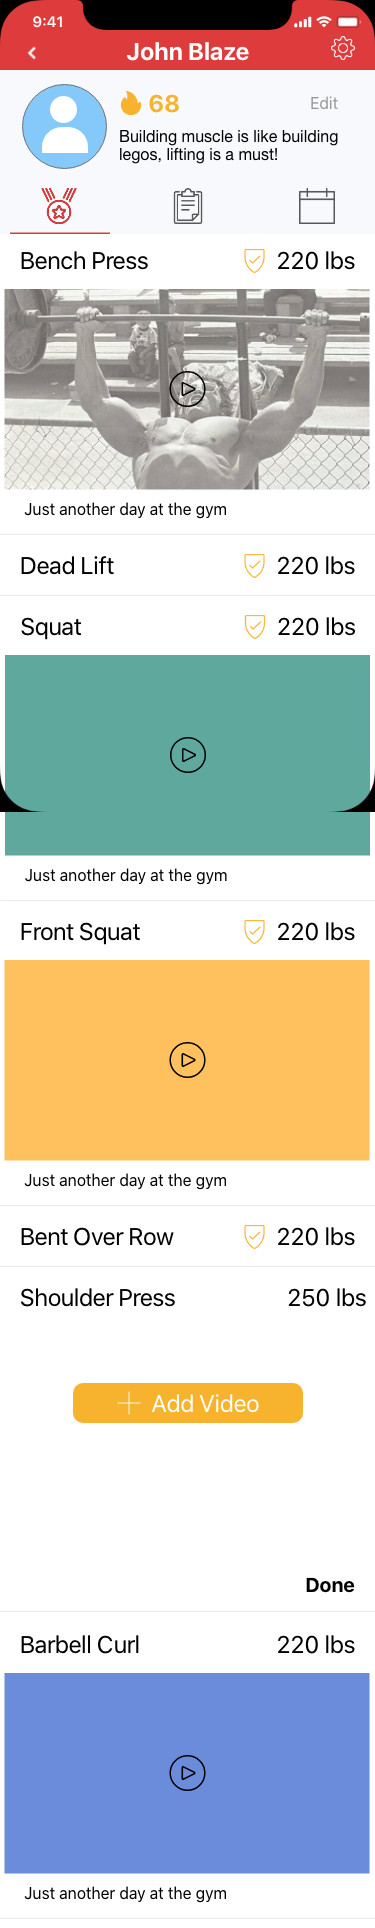 9:41
John Blaze
68
Edit
Building muscle is like building
legos, lifting is a must!
Bench Press 220 lbs
Just another day at the gym
Dead Lift 220 lbs
Squat 220 lbs
Just another day at the gym
Front Squat 220 lbs
Just another day at the gym
Bent Over Row 220 lbs
Shoulder Press 250 lbs
Add Video
Done
Barbell Curl 220 lbs
Just another day at the gym